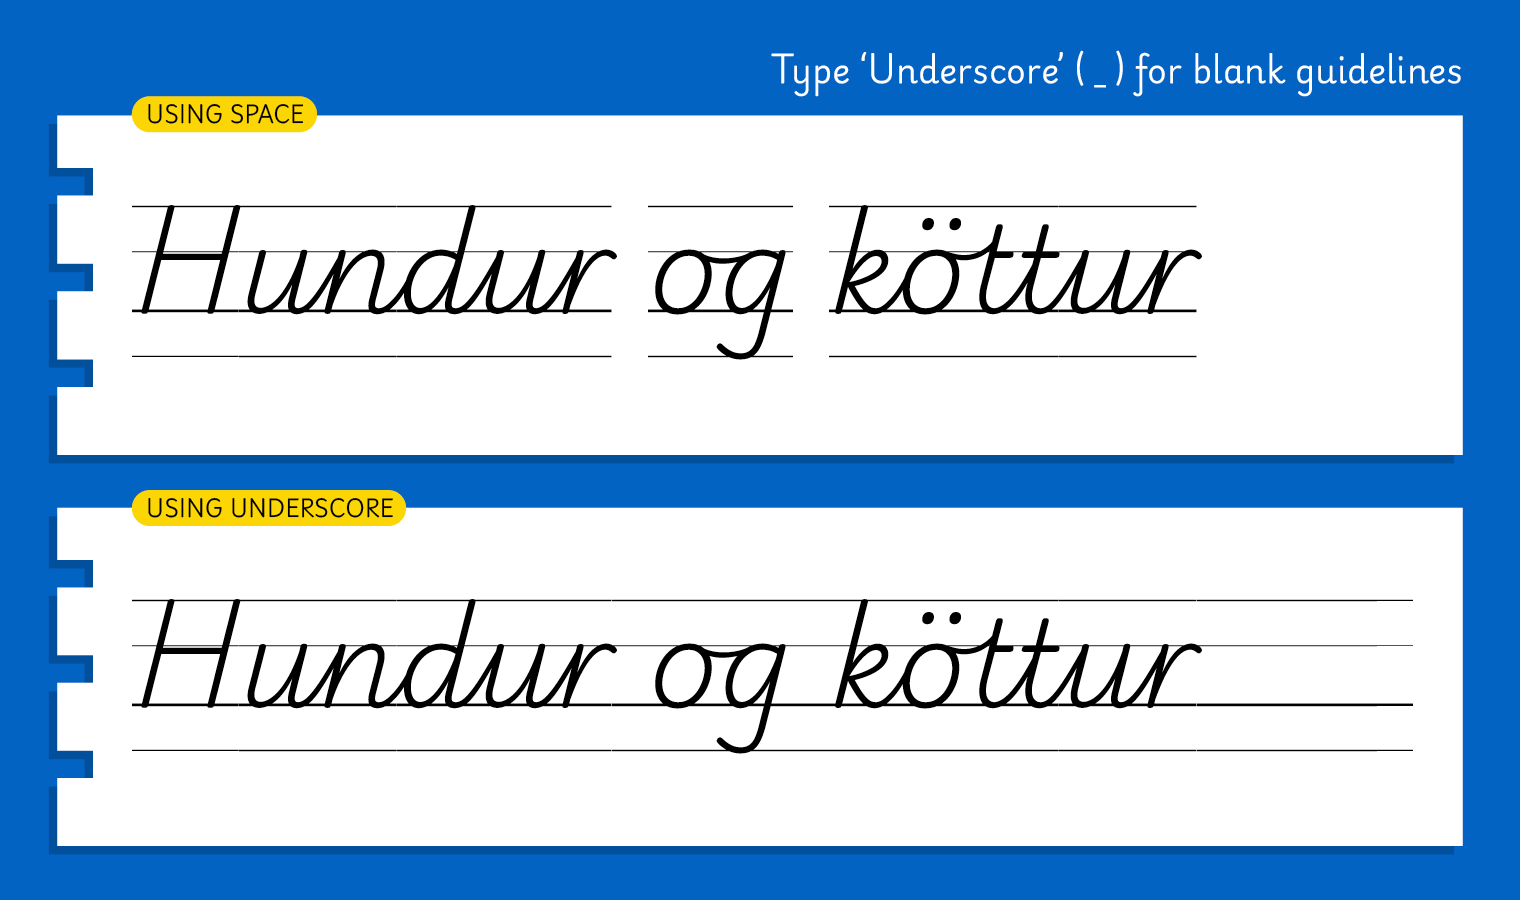 Type ‘Underscore’ ( _ ) for blank guidelines
USING SPACE
Hundur og köttur
USING UNDERSCORE
Hundur og köttur